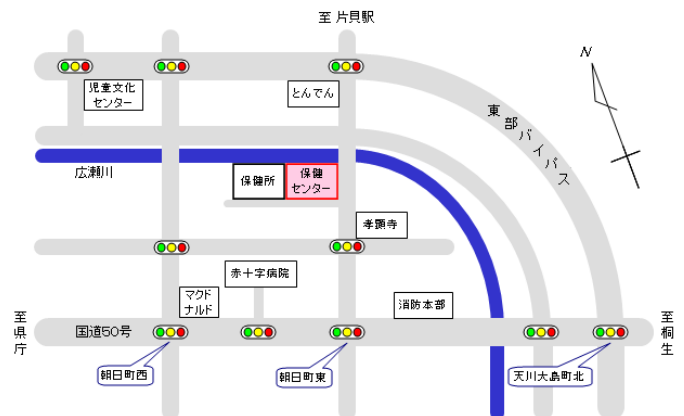 至 片貝駅
N
児童文化
センター
とんでん
東部バイパス
広瀬川
保健所
保健
センター
孝顕寺
赤十字病院
マクド
ナルド
消防本部
至県庁
国道50号
至桐生
朝日町西
朝日町東
天川大島町北